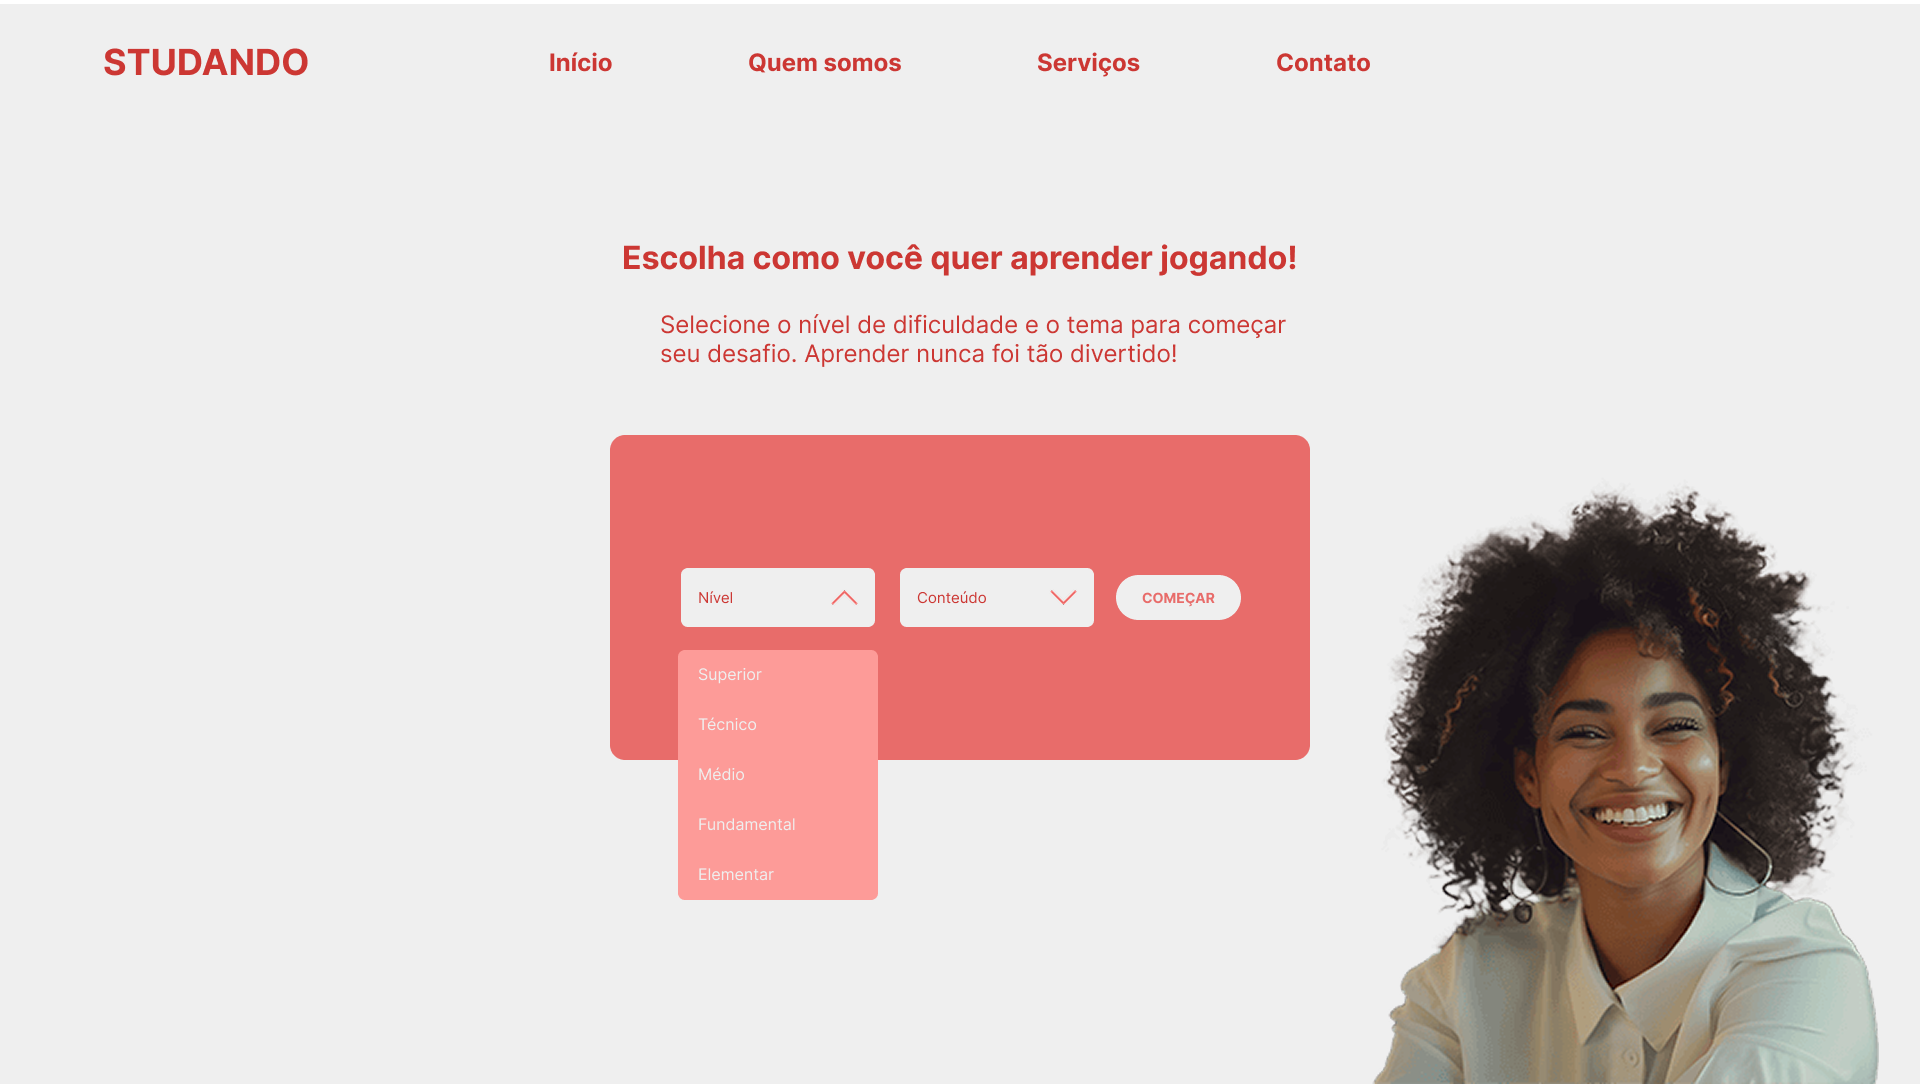 STUDANDO
Início
Quem somos
Serviços
Contato
Escolha como você quer aprender jogando!
Selecione o nível de dificuldade e o tema para começar
seu desafio. Aprender nunca foi tão divertido!
Nível
Conteúdo
COMEÇAR
Superior
Técnico
Médio
Fundamental
Elementar